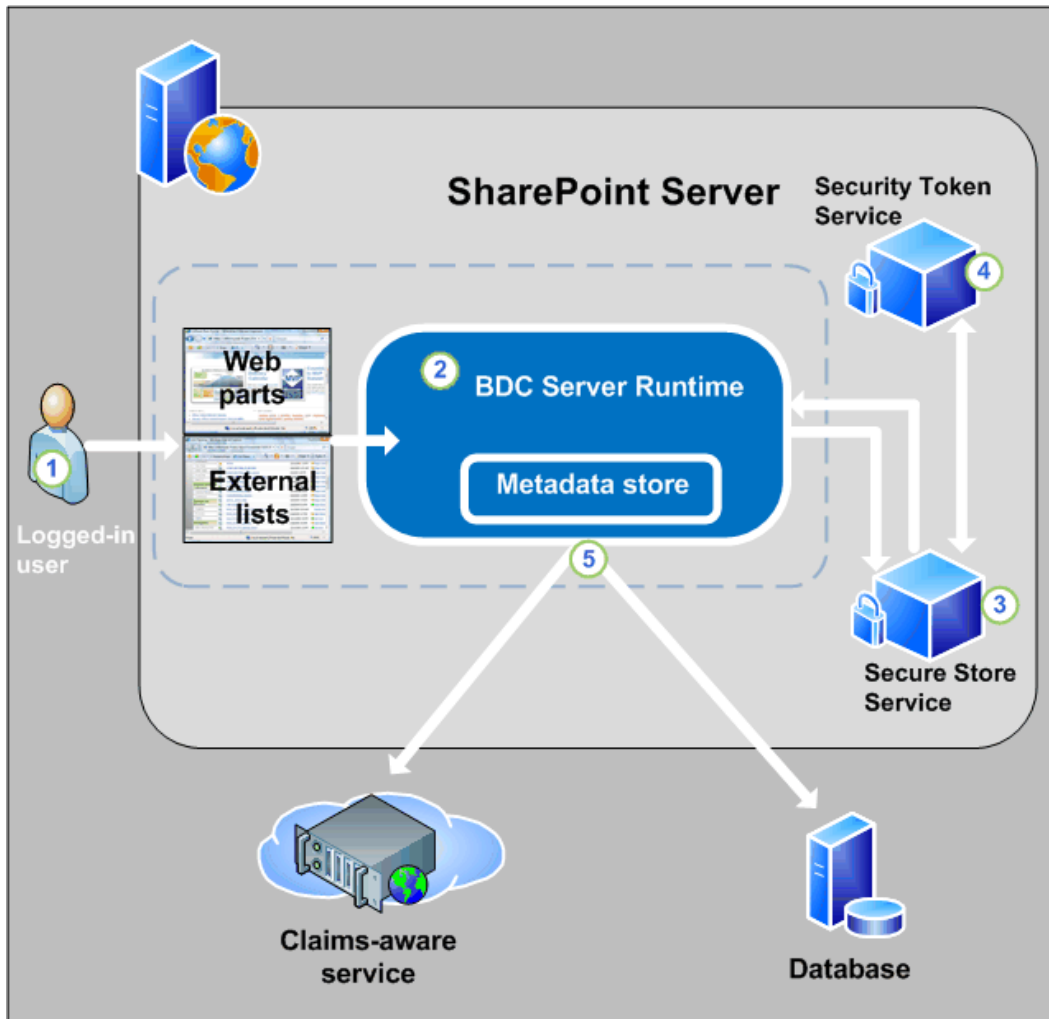 SharePoint Server
Security Token
Service
4
Web
parts
2
BDC Server Runtime
1
External
lists
Metadata store
Logged-in
user
5
3
Secure Store
Service
Claims-aware
service
Database